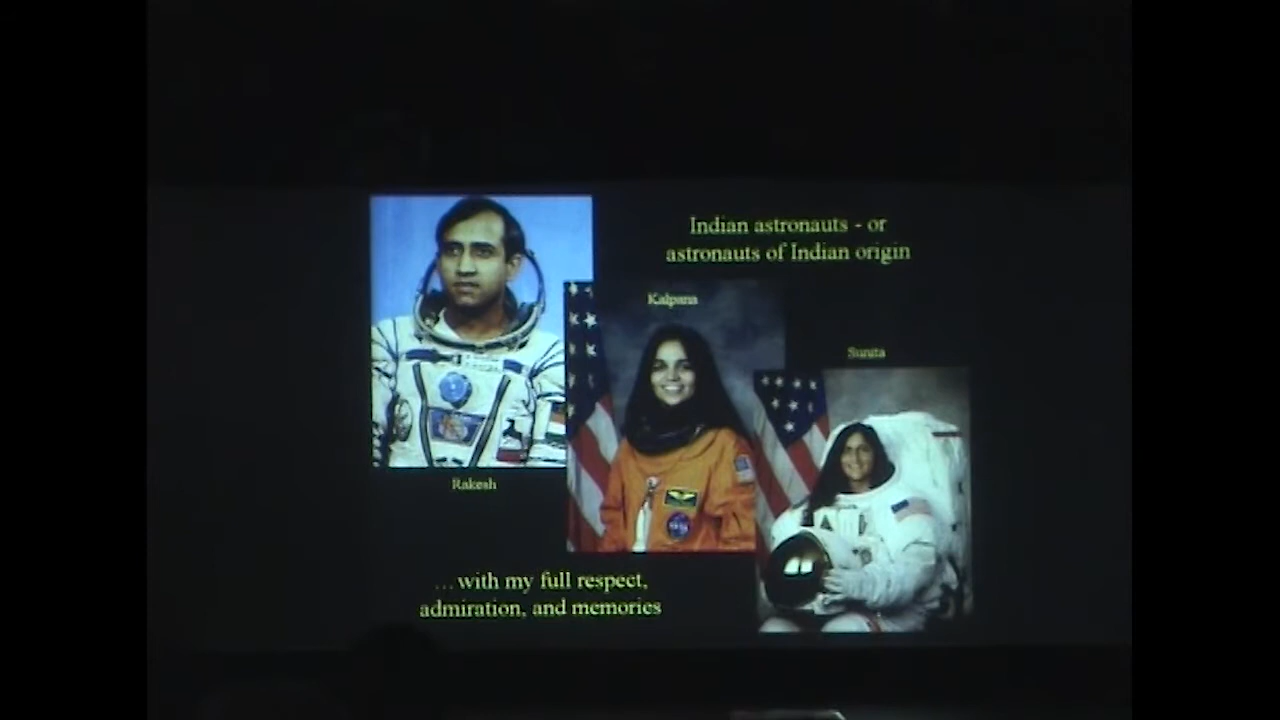 Indian astronauts - or
astronauts of Indian origin
Kalpana
Sunita
Rakesh
...with my full respect,
admiration, and memories